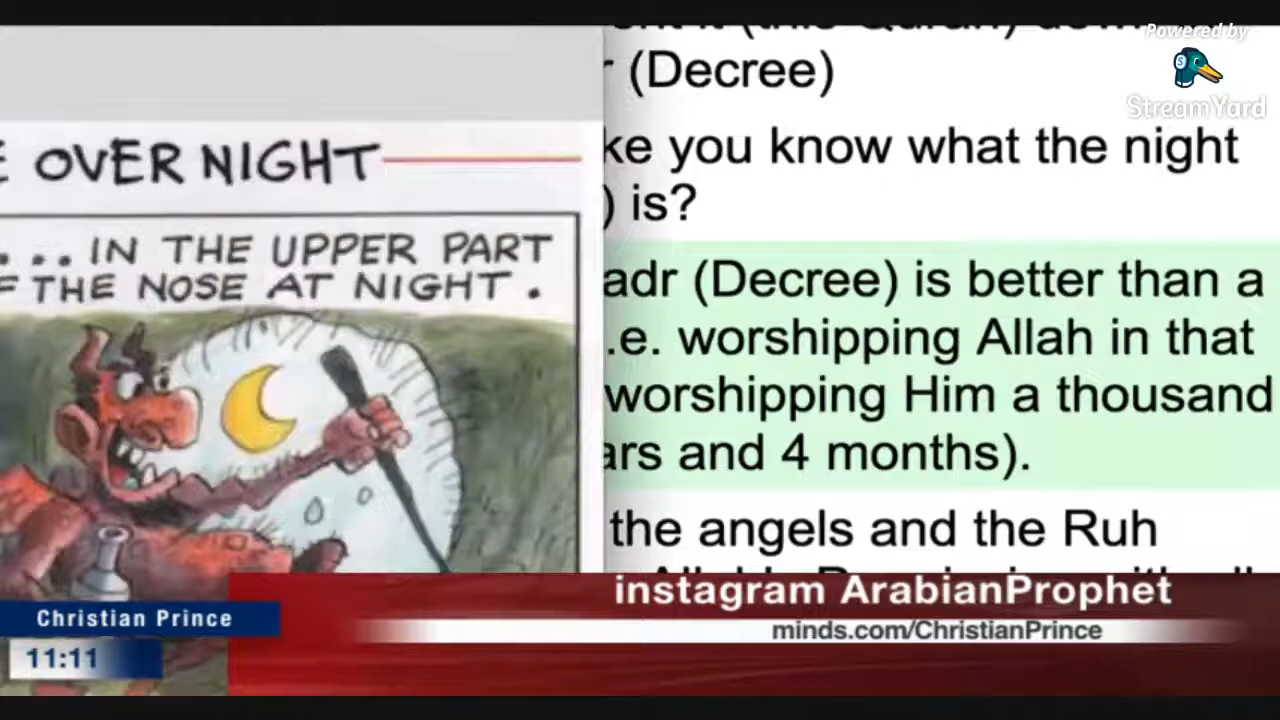 Powered by
StreamYard
E OVER NIGHT
... IN THE UPPER PART
F THE NOSE AT NIGHT.
r (Decree)
ke you know what the night
) is?
adr (Decree) is better than a
.e. worshipping Allah in that
worshipping Him a thousand
ars and 4 months).
the angels and the Ruh
instagram ArabianProphet
minds.com/ChristianPrince
Christian Prince
11:11